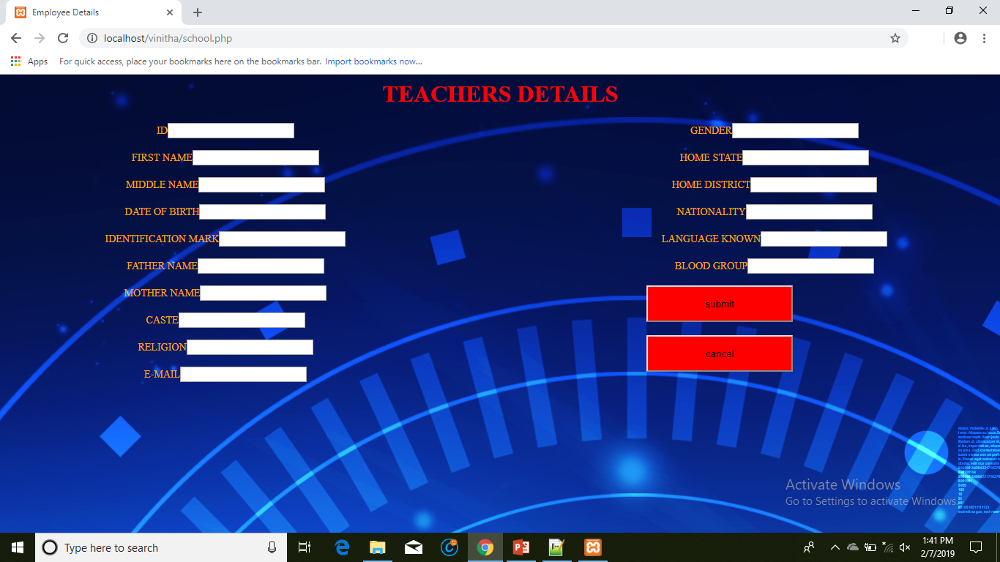 Employee Details
localhost/vinitha/school.php
Apps
For quick access, place your bookmarks here on the bookmarks bar. Import bookmarks now...
TEACHERS DETAILS
ID
FIRST NAME
MIDDLE NAME
DATE OF BIRTH
IDENTIFICATION MARK
FATHER NAME
MOTHER NAME
CASTE
RELIGION
E-MAIL
GENDER
HOME STATE
HOME DISTRICT
NATIONALITY
LANGUAGE KNOWN
BLOOD GROUP
submit
cancel
Activate Windows
Go to Settings to activate Windows.
Type here to search
1:41 PM
2/7/2019